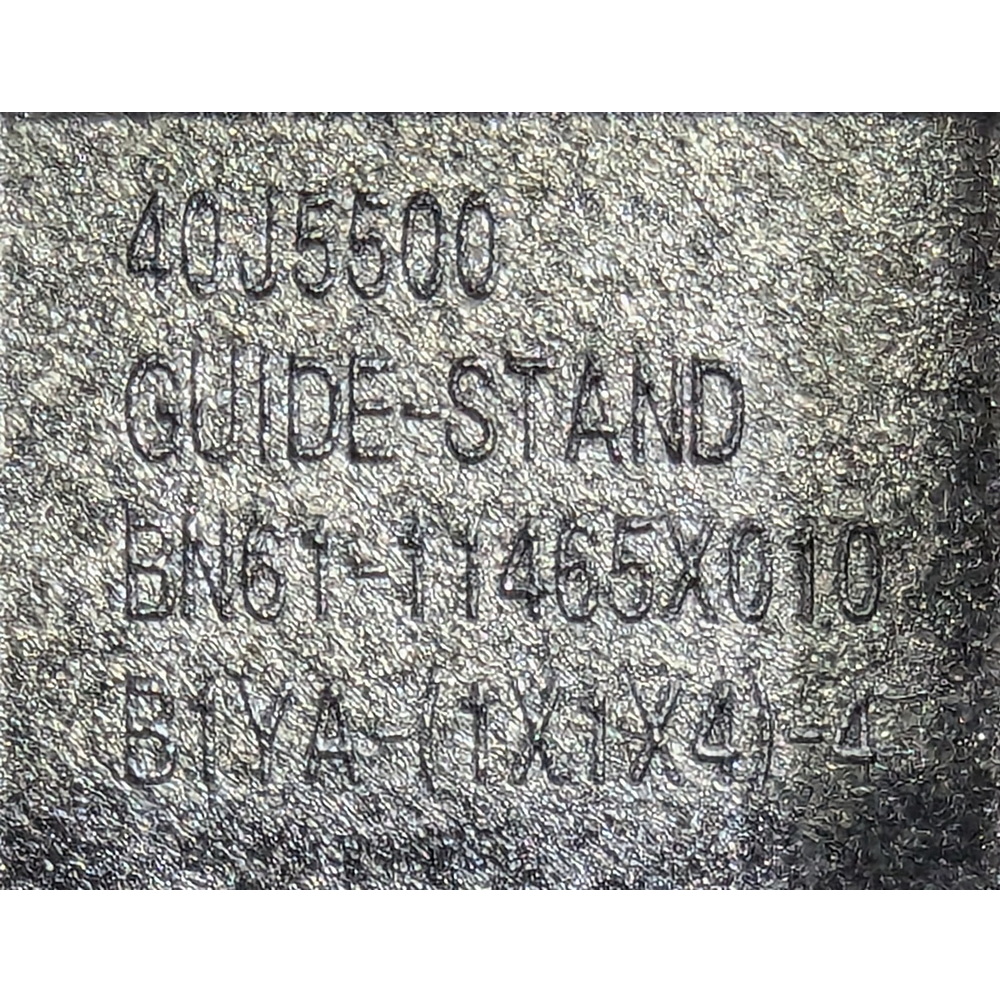 40J5500
GUIDE-STAND
BN61-11465X010
B1YA-(1X1X4)-4